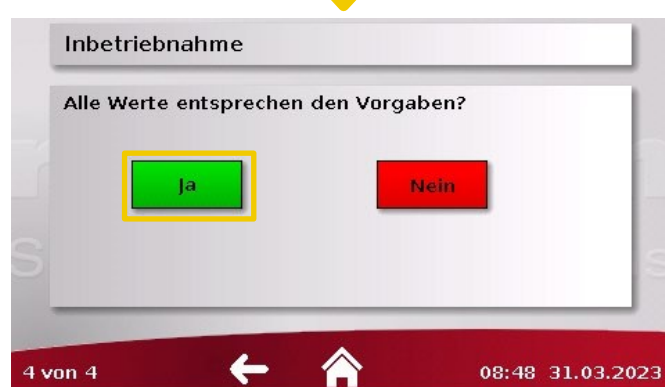 Inbetriebnahme
Alle Werte entsprechen den Vorgaben?
Ja
Nein
4 von 4
08:48 31.03.2023